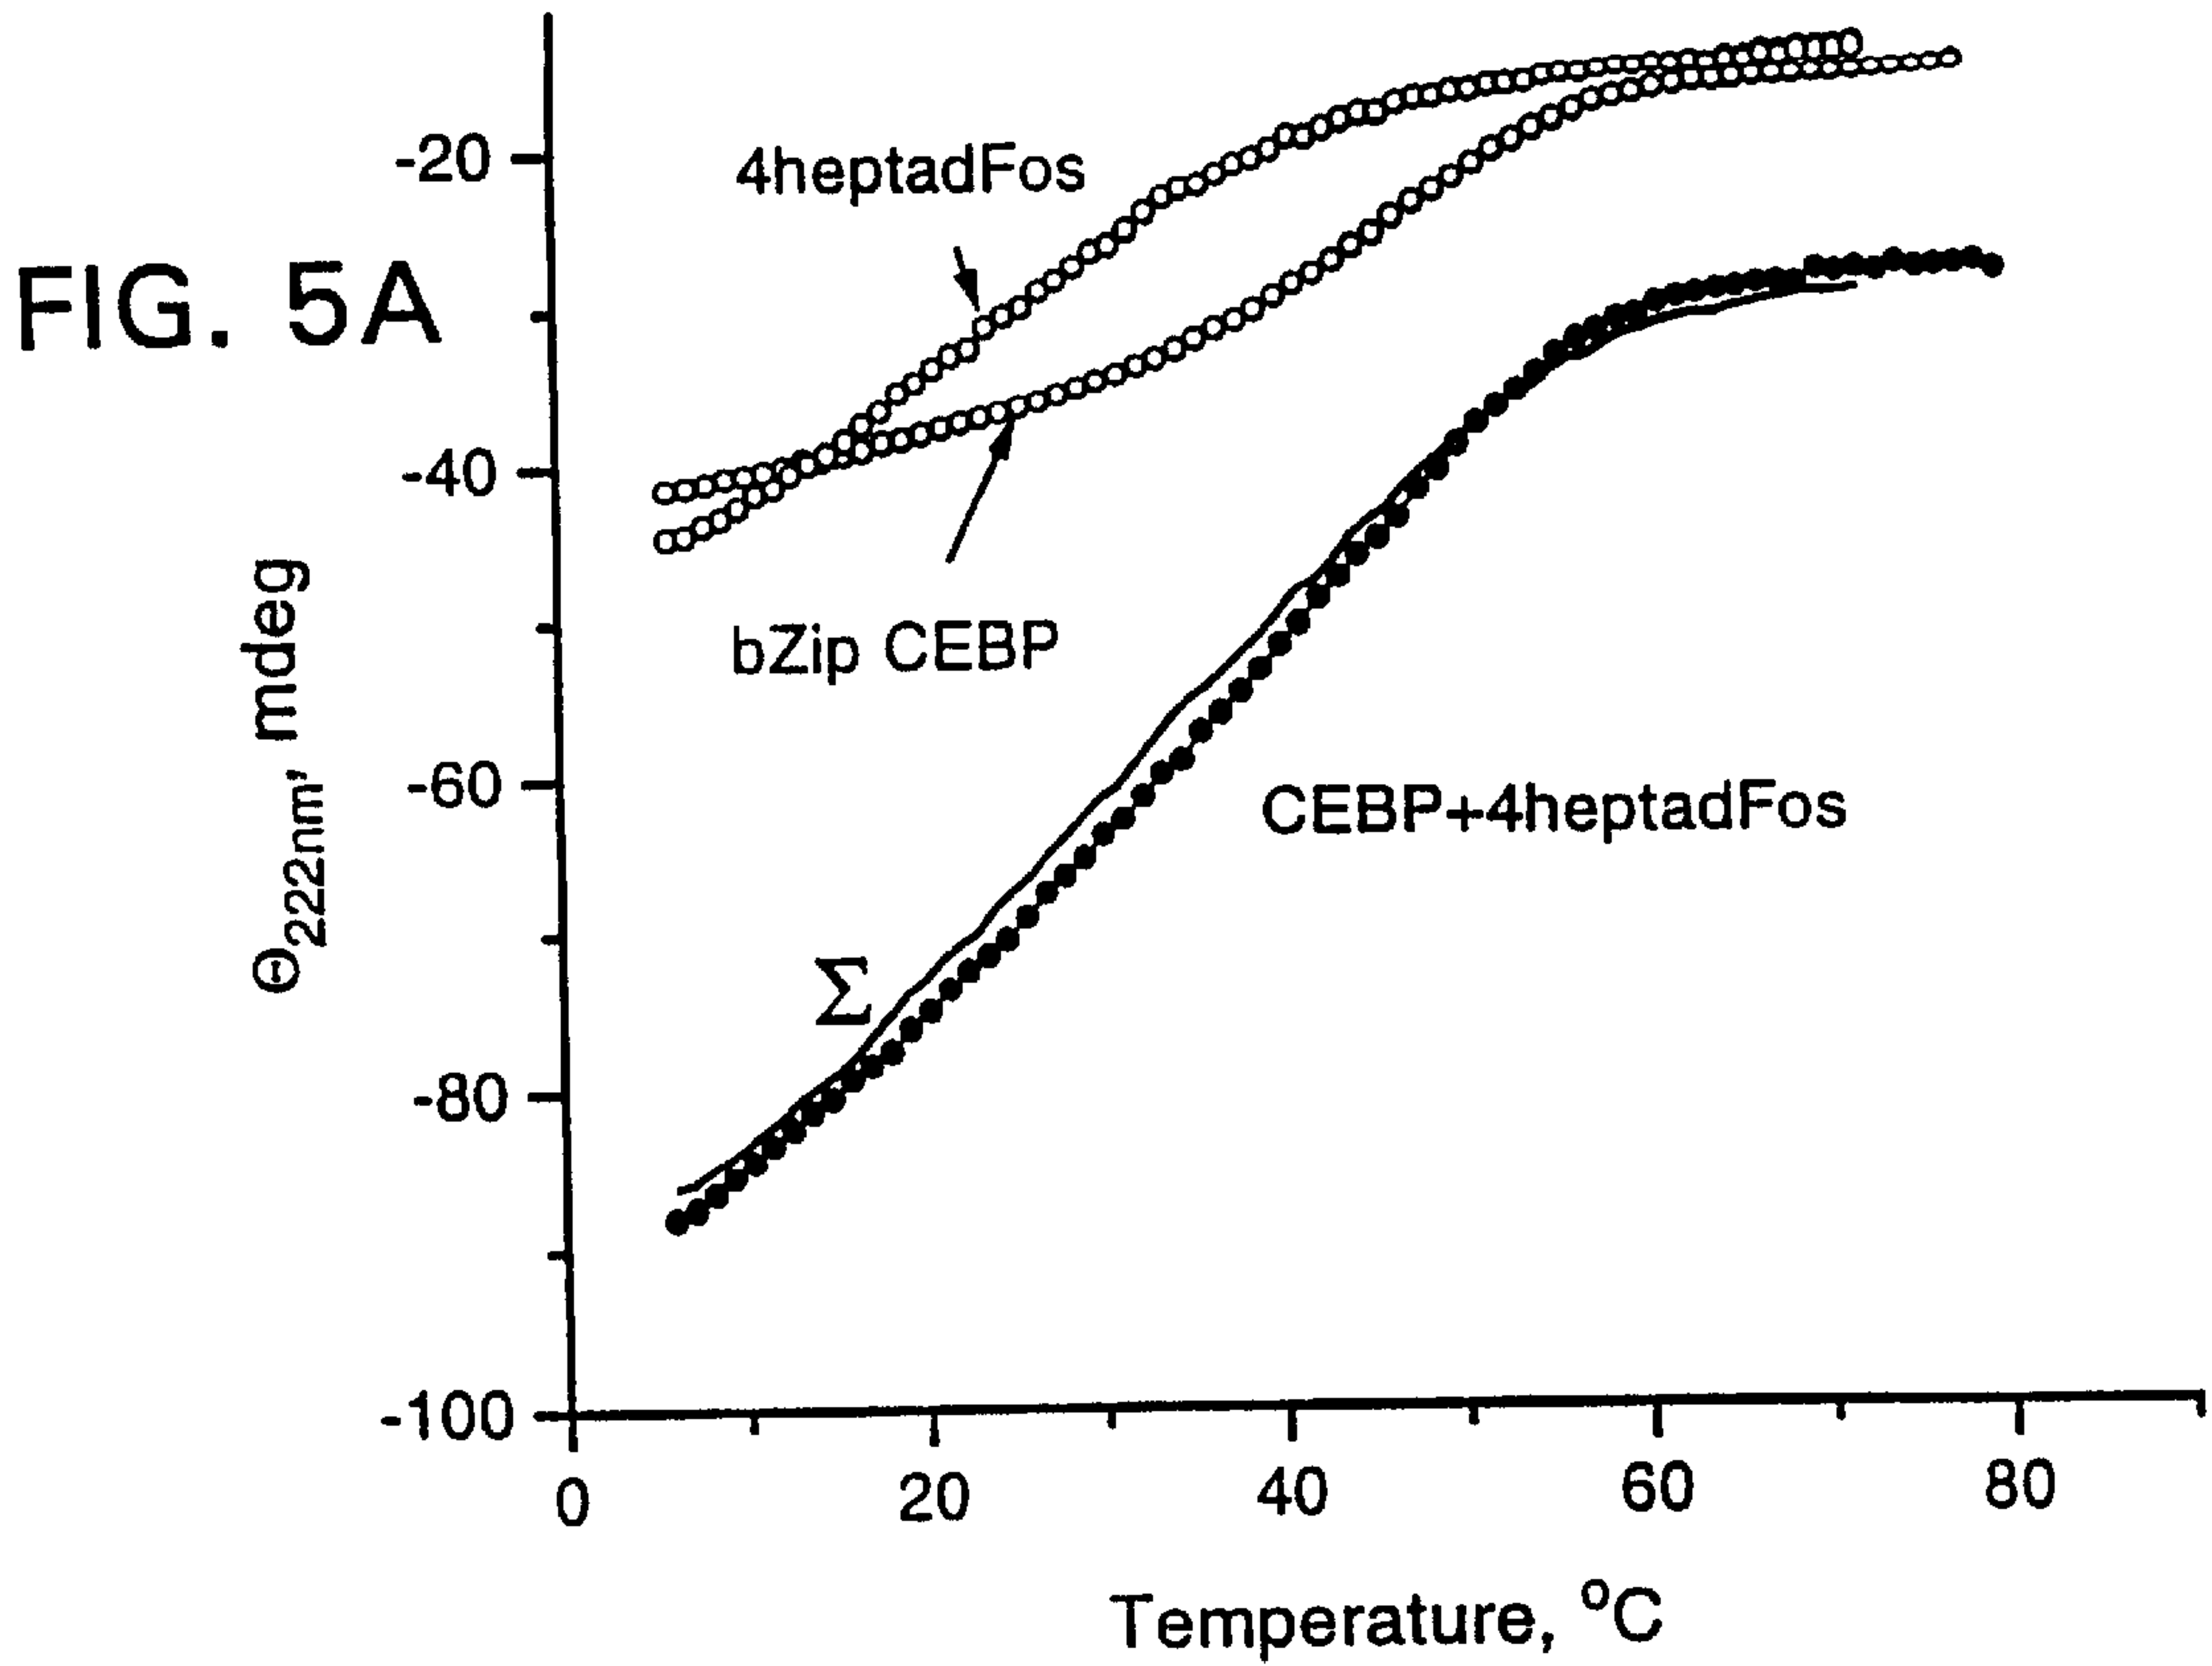 FIG. 5A
-20
-40
-60
-80
-100
Θ222nm, mdeg
4heptadFos
bZip CEBP
CEBP+4heptadFos
Σ
0 20 40 60 80
Temperature, °C